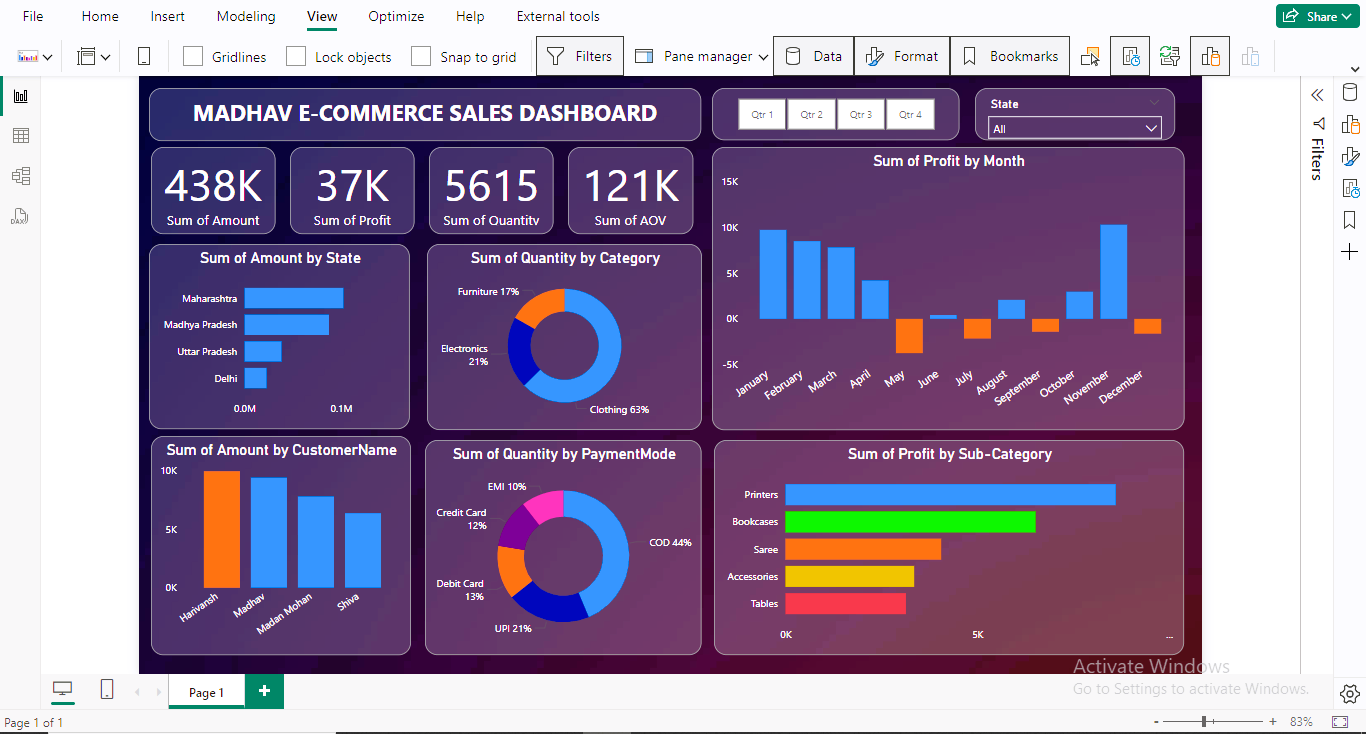 File Home Insert Modeling View Optimize Help External tools Share
Gridlines Lock objects Snap to grid Filters Pane manager Data Format Bookmarks
MADHAV E-COMMERCE SALES DASHBOARD
Qtr 1 Qtr 2 Qtr 3 Qtr 4
State
All
438K
Sum of Amount
37K
Sum of Profit
5615
Sum of Quantity
121K
Sum of AOV
Sum of Profit by Month
15K
10K
5K
0K
-5K
January February March April May June July August September October November December
Sum of Amount by State
Maharashtra
Madhya Pradesh
Uttar Pradesh
Delhi
0.0M 0.1M
Sum of Quantity by Category
Furniture 17%
Electronics
21%
Clothing 63%
Sum of Amount by CustomerName
10K
5K
0K
Harivansh Madhav Madan Mohan Shiva
Sum of Quantity by PaymentMode
EMI 10%
Credit Card
12%
COD 44%
Debit Card
13%
UPI 21%
Sum of Profit by Sub-Category
Printers
Bookcases
Saree
Accessories
Tables
0K 5K ...
Filters
DAX
Activate Windows
Go to Settings to activate Windows.
Page 1 +
Page 1 of 1
- + 83%